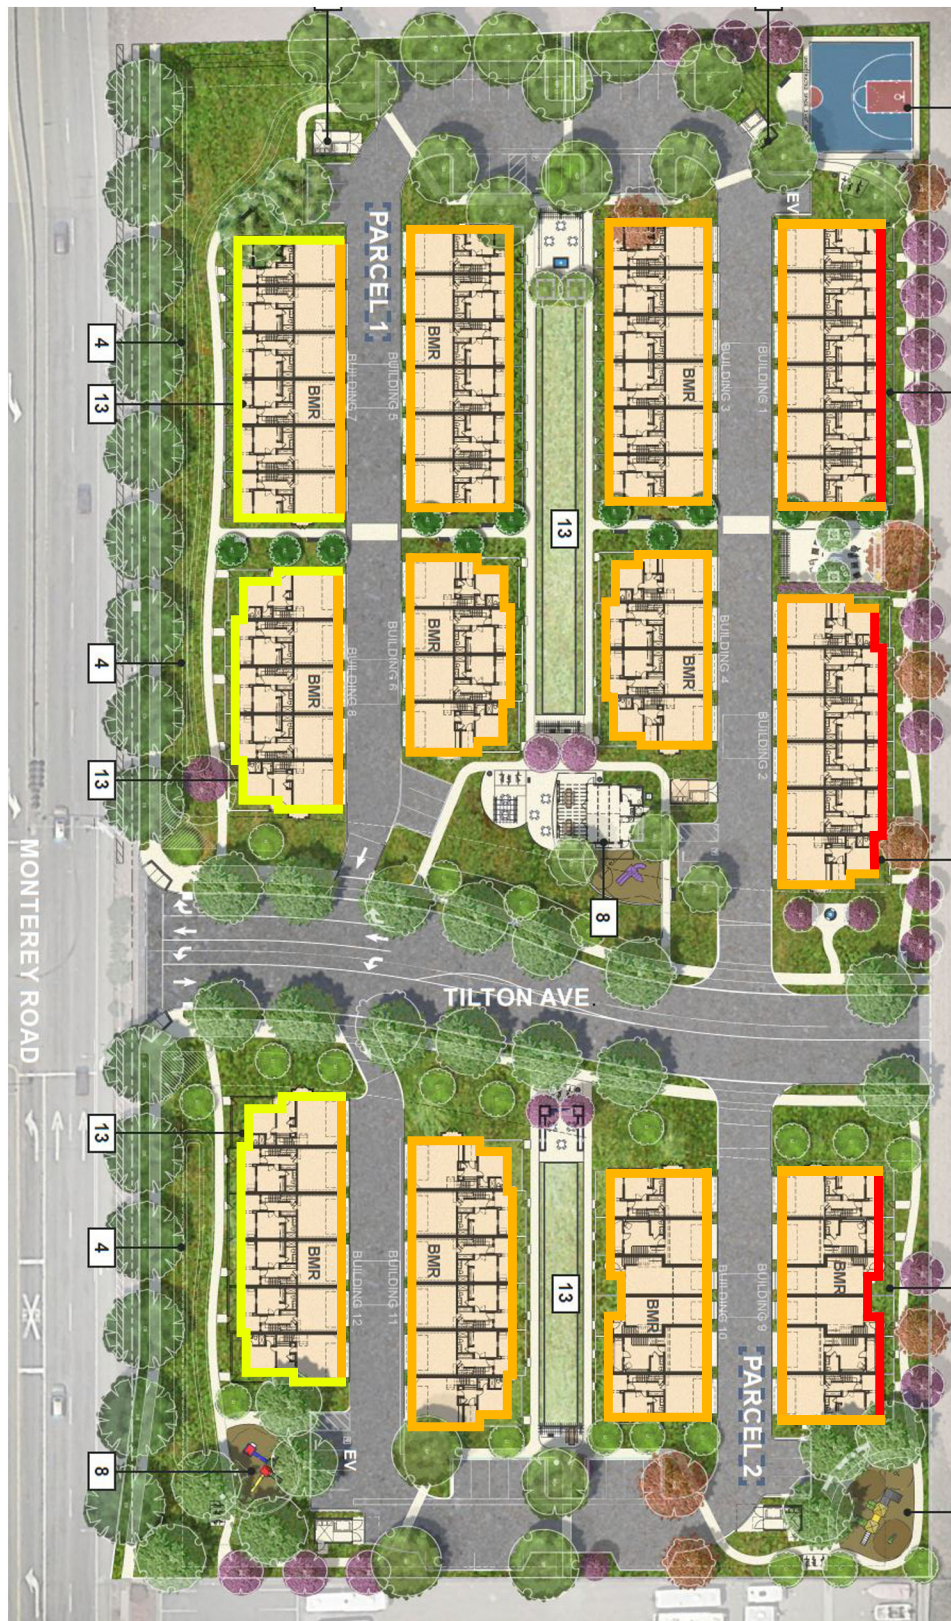 EV
PARCEL 1
BMR
BUILDING 7
BUILDING 5
BMR
BMR
BUILDING 3
BUILDING 1
4
13
13
BMR
BUILDING 8
BUILDING 6
BMR
BMR
BUILDING 4
BUILDING 2
4
13
8
MONTEREY ROAD
TILTON AVE
13
4
BMR
BUILDING 12
BUILDING 11
BMR
13
BMR
BUILDING 10
BUILDING 9
BMR
PARCEL 2
8
EV